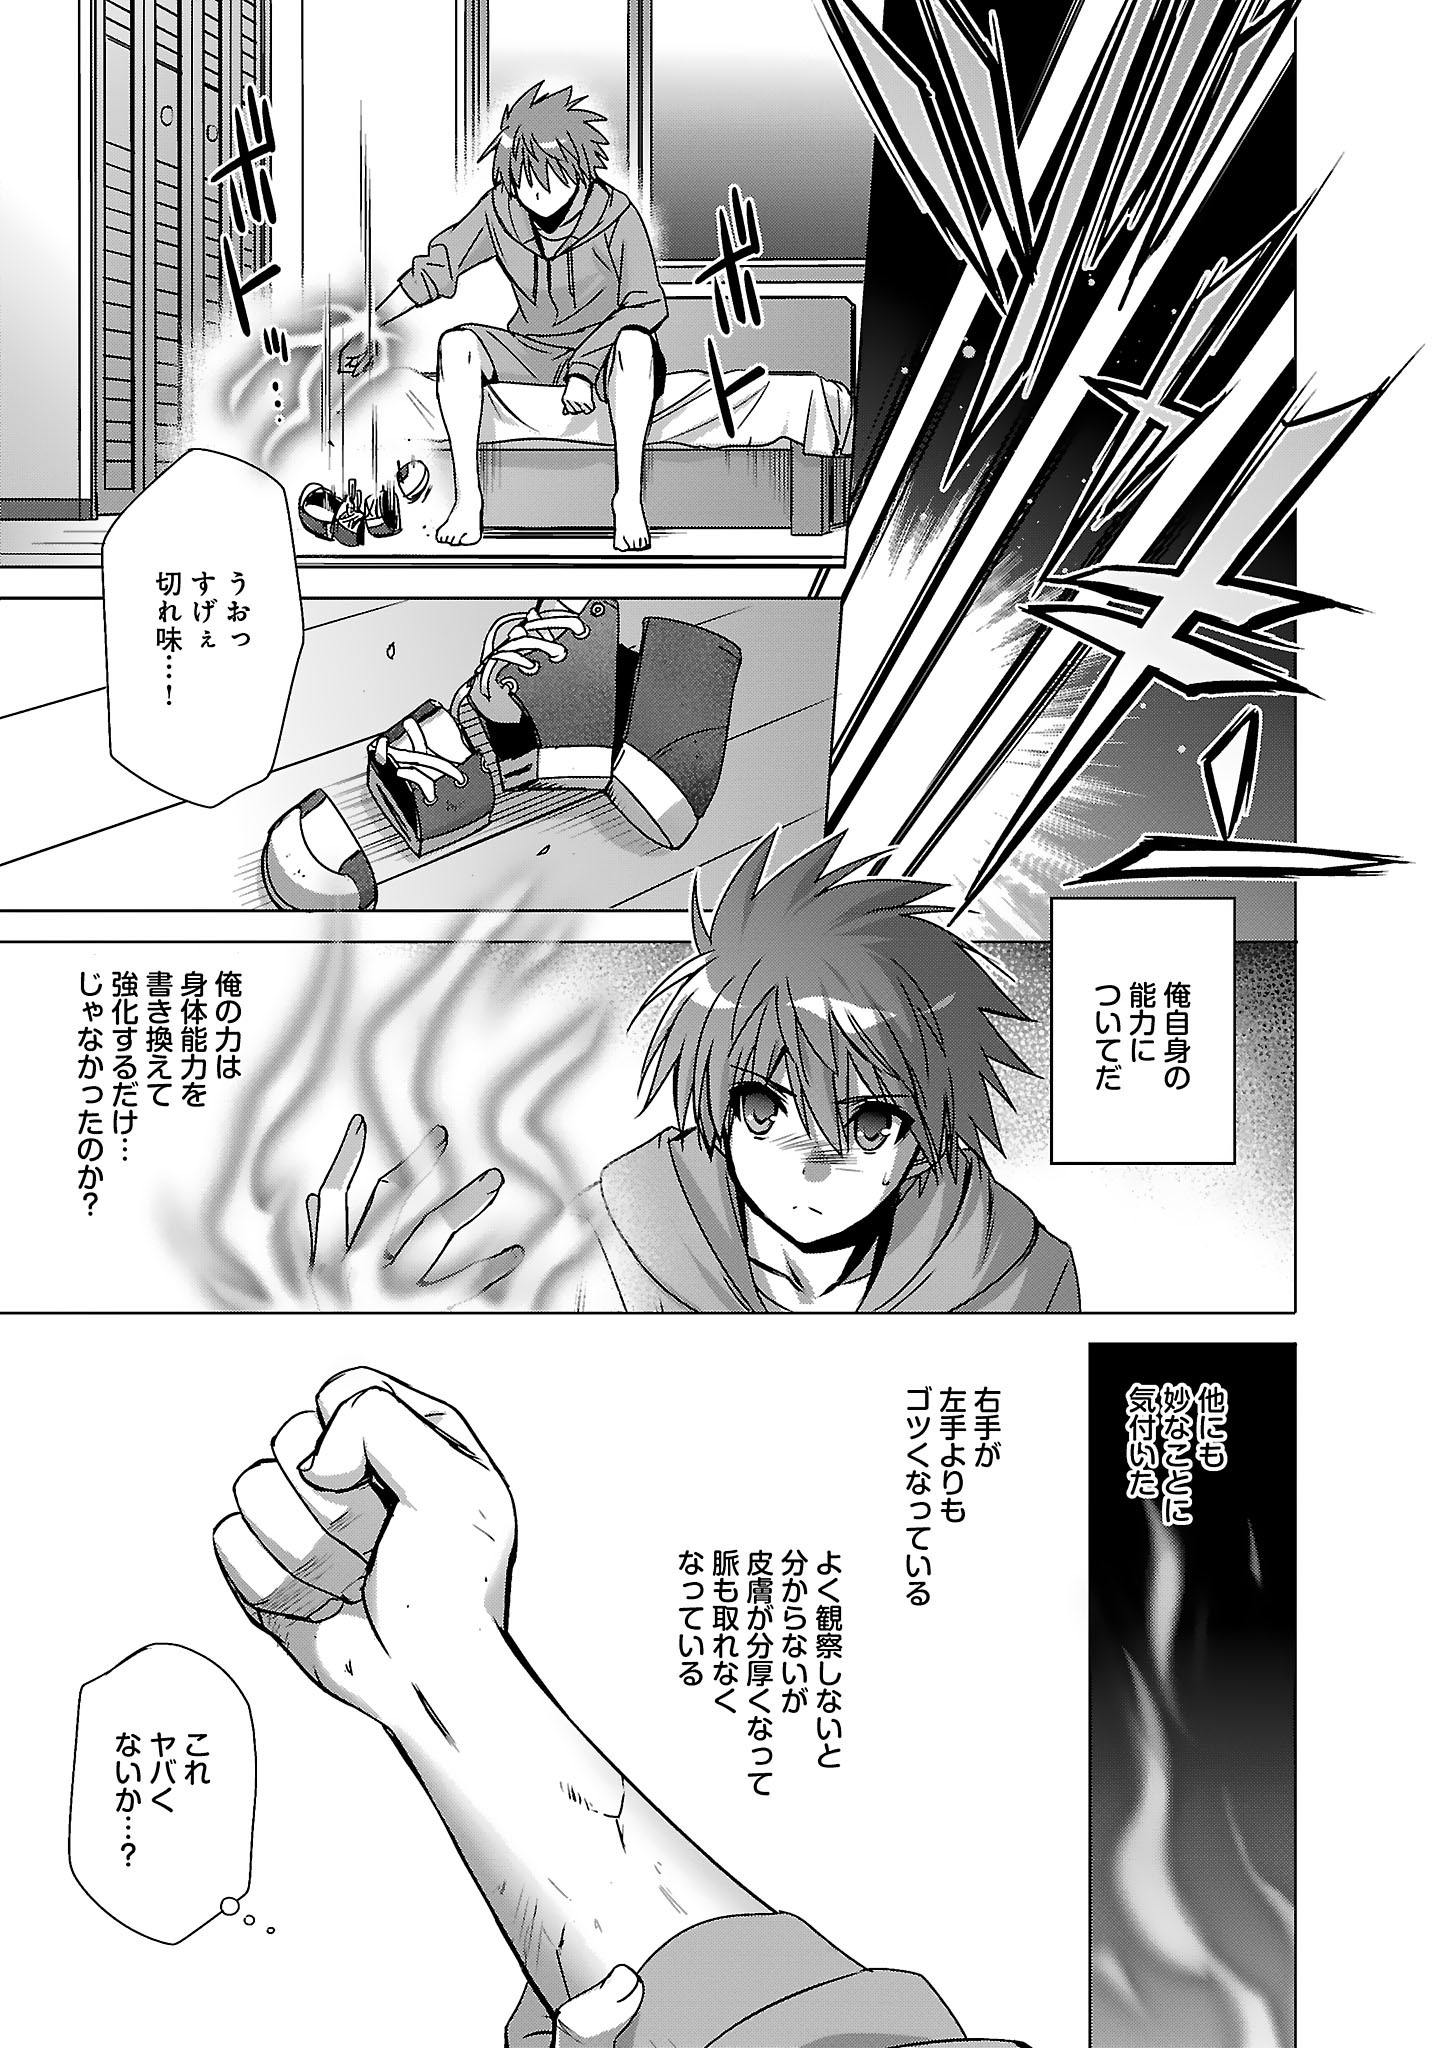 ギャッ
ボト
ボト
ボトッ…
うおっ
すげぇ
切れ味…！
俺自身の
能力に
ついてだ
俺の力は
身体能力を
書き換えて
強化するだけ…
じゃなかったのか？
他にも
妙なことに
気付いた
右手が
左手よりも
ゴツくなっている
よく観察しないと
分からないが
皮膚が分厚くなって
脈も取れなく
なっている
これ
ヤバく
ないか…？